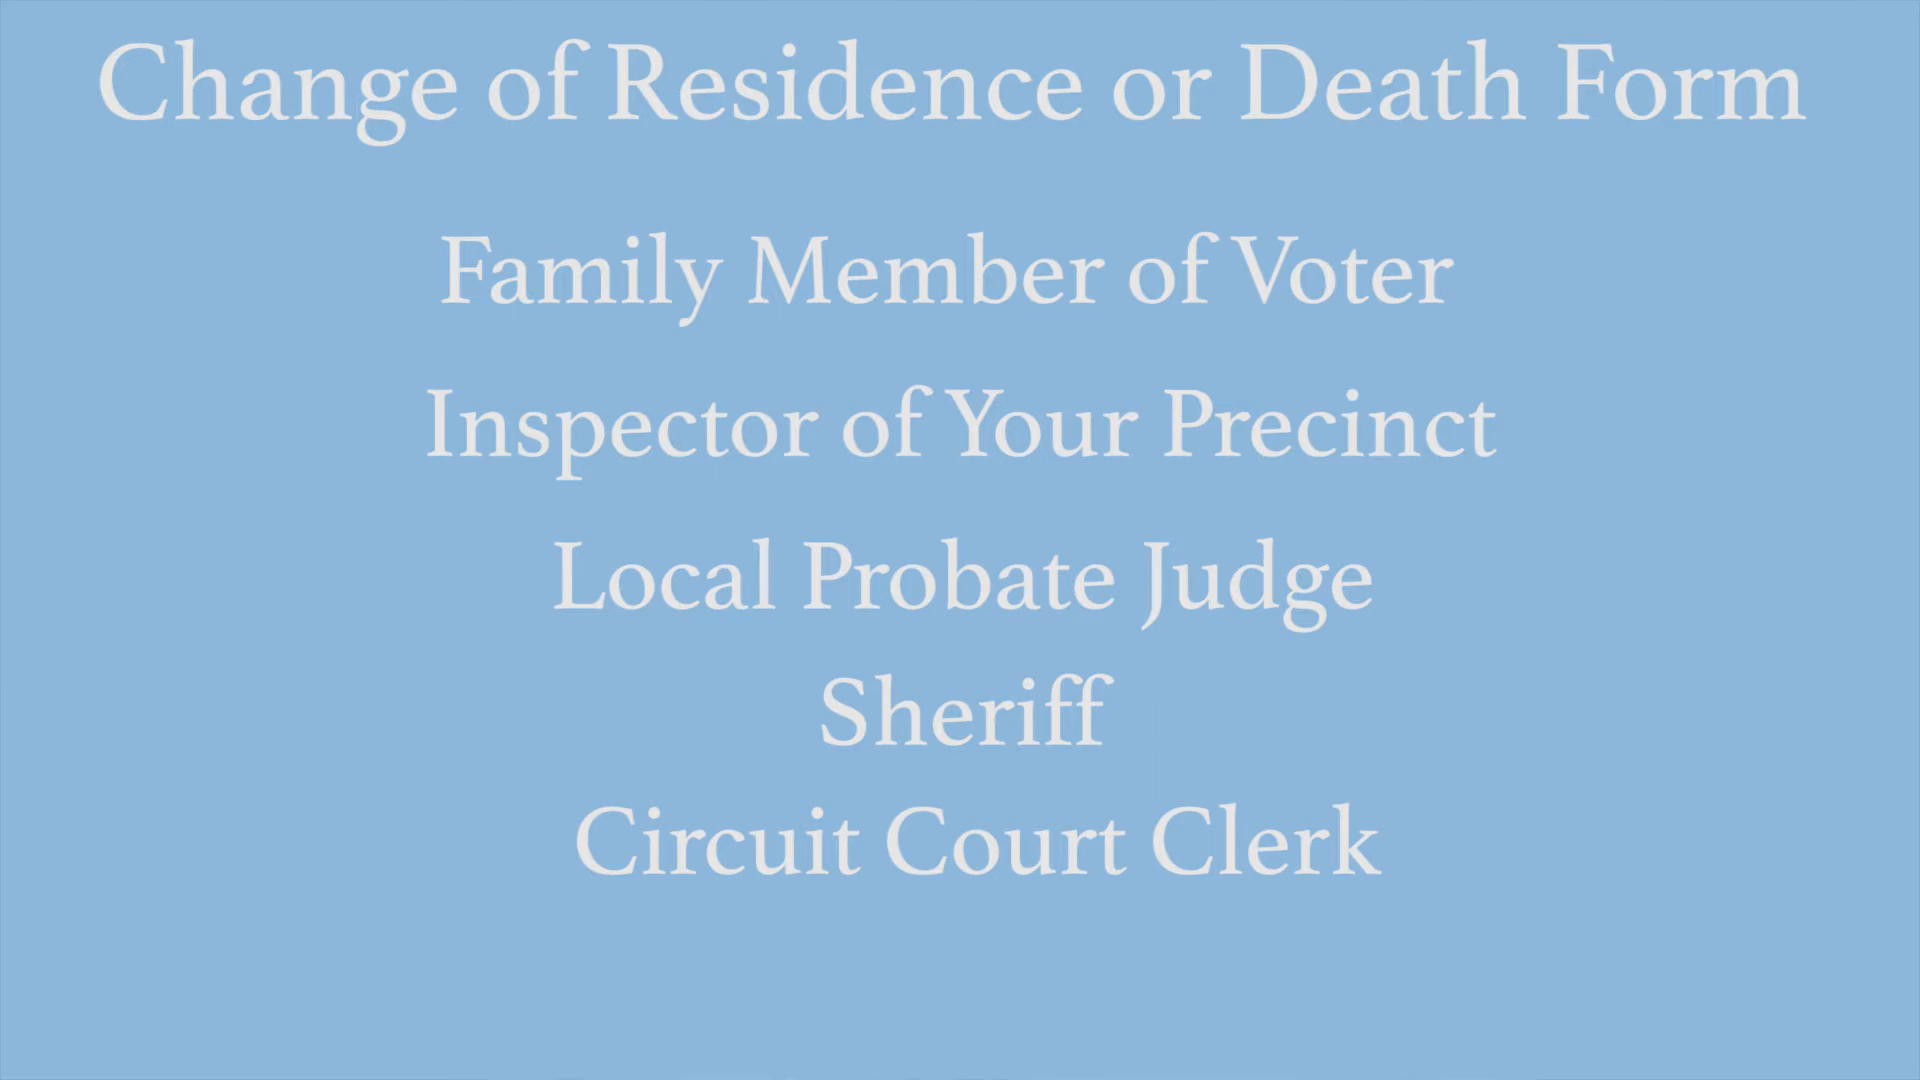 Change of Residence or Death Form
Family Member of Voter
Inspector of Your Precinct
Local Probate Judge
Sheriff
Circuit Court Clerk